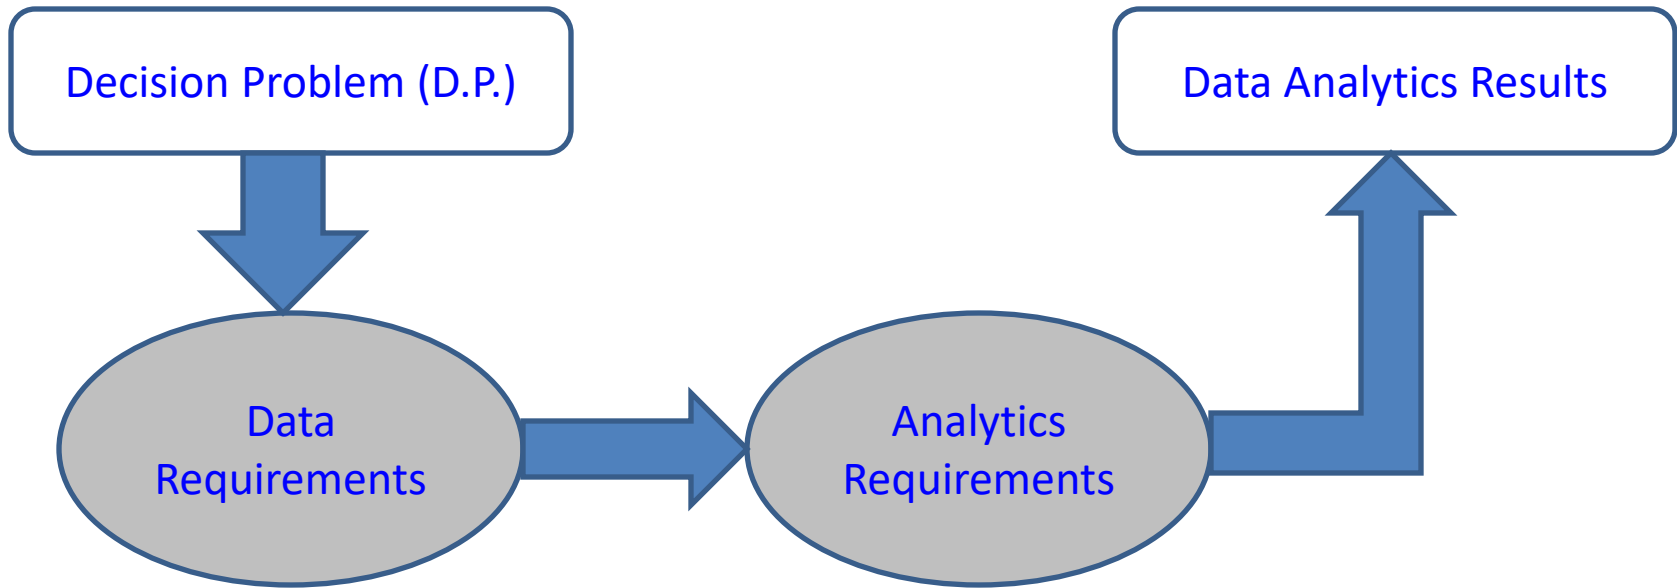 Decision Problem (D.P.)
Data Analytics Results
Data
Requirements
Analytics
Requirements